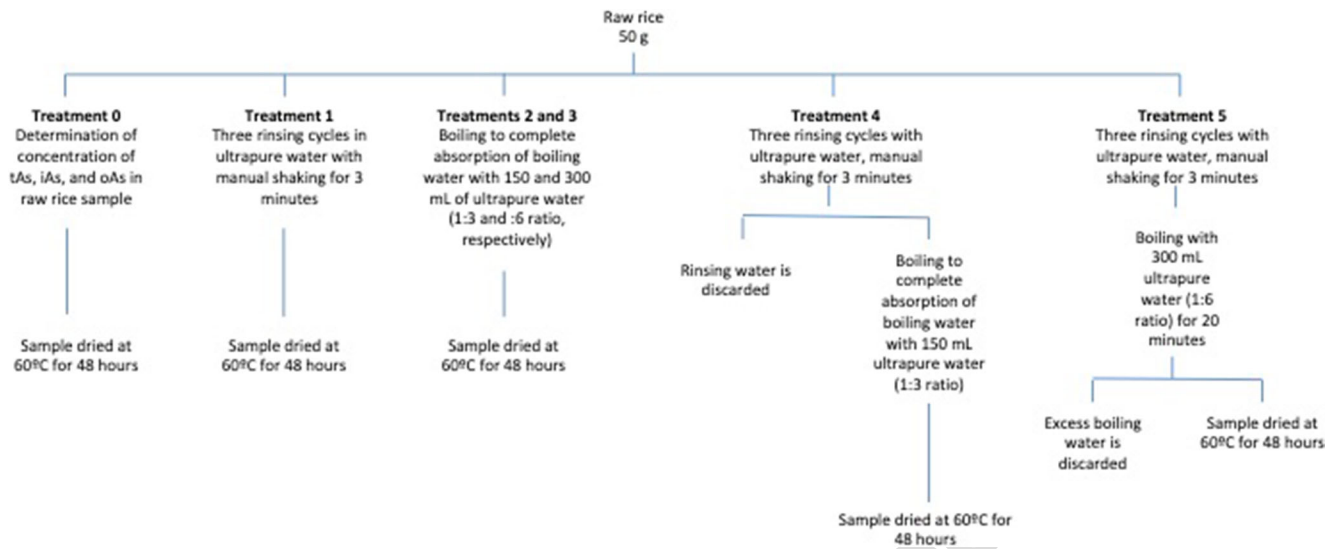 Raw rice
50 g
Treatment 0
Determination of
concentration of
tAs, iAs, and oAs in
raw rice sample
Sample dried at
60ºC for 48 hours
Treatment 1
Three rinsing cycles in
ultrapure water with
manual shaking for 3
minutes
Sample dried at
60ºC for 48 hours
Treatments 2 and 3
Boiling to complete
absorption of boiling
water with 150 and 300
mL of ultrapure water
(1:3 and :6 ratio,
respectively)
Sample dried at
60ºC for 48 hours
Treatment 4
Three rinsing cycles with
ultrapure water, manual
shaking for 3 minutes
Rinsing water is
discarded
Boiling to
complete
absorption of
boiling water
with 150 mL
ultrapure water
(1:3 ratio)
Sample dried at 60ºC for
48 hours
Treatment 5
Three rinsing cycles with
ultrapure water, manual
shaking for 3 minutes
Boiling with
300 mL
ultrapure
water (1:6
ratio) for 20
minutes
Excess boiling
water is
discarded
Sample dried at
60ºC for 48 hours